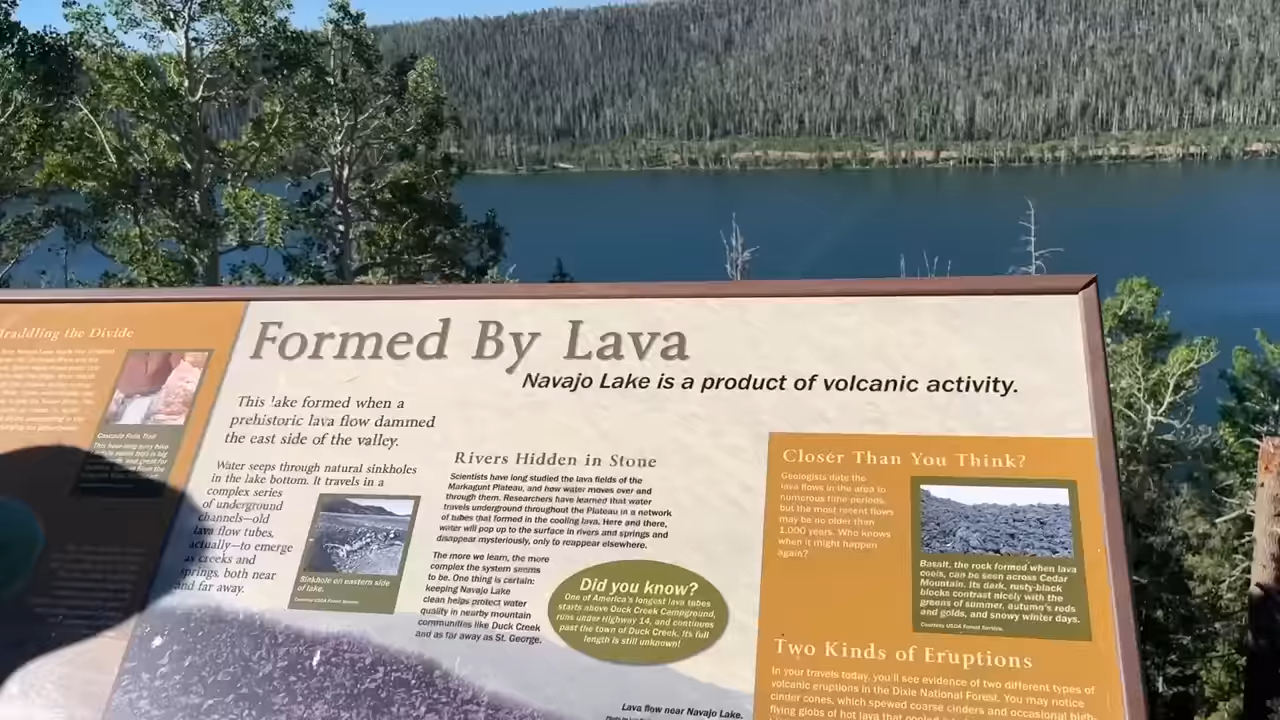 Straddling the Divide
Cascade Falls Trail
Formed By Lava
Navajo Lake is a product of volcanic activity.
This lake formed when a
prehistoric lava flow dammed
the east side of the valley.
Water seeps through natural sinkholes
in the lake bottom. It travels in a
complex series
of underground
channels—old
lava flow tubes,
actually—to emerge
as creeks and
springs, both near
and far away.
Sinkhole on eastern side
of lake.
Courtesy USDA Forest Service.
Rivers Hidden in Stone
Scientists have long studied the lava fields of the
Markagunt Plateau, and how water moves over and
through them. Researchers have learned that water
travels underground throughout the Plateau in a network
of tubes that formed in the cooling lava. Here and there,
water will pop up to the surface in rivers and springs and
disappear mysteriously, only to reappear elsewhere.
The more we learn, the more
complex the system seems
to be. One thing is certain:
keeping Navajo Lake
clean helps protect water
quality in nearby mountain
communities like Duck Creek
and as far away as St. George.
Did you know?
One of America's longest lava tubes
starts above Duck Creek Campground,
runs under Highway 14, and continues
past the town of Duck Creek. Its full
length is still unknown!
Lava flow near Navajo Lake.
Closer Than You Think?
Geologists date the
lava flows in the area to
numerous time periods,
but the most recent flows
may be no older than
1,000 years. Who knows
when it might happen
again?
Basalt, the rock formed when lava
cools, can be seen across Cedar
Mountain. Its dark, rusty-black
blocks contrast nicely with the
greens of summer, autumn's reds
and golds, and snowy winter days.
Courtesy USDA Forest Service.
Two Kinds of Eruptions
In your travels today, you'll see evidence of two different types of
volcanic eruptions in the Dixie National Forest. You may notice
cinder cones, which spewed coarse cinders and occasional high-
flying globs of hot lava that cooled